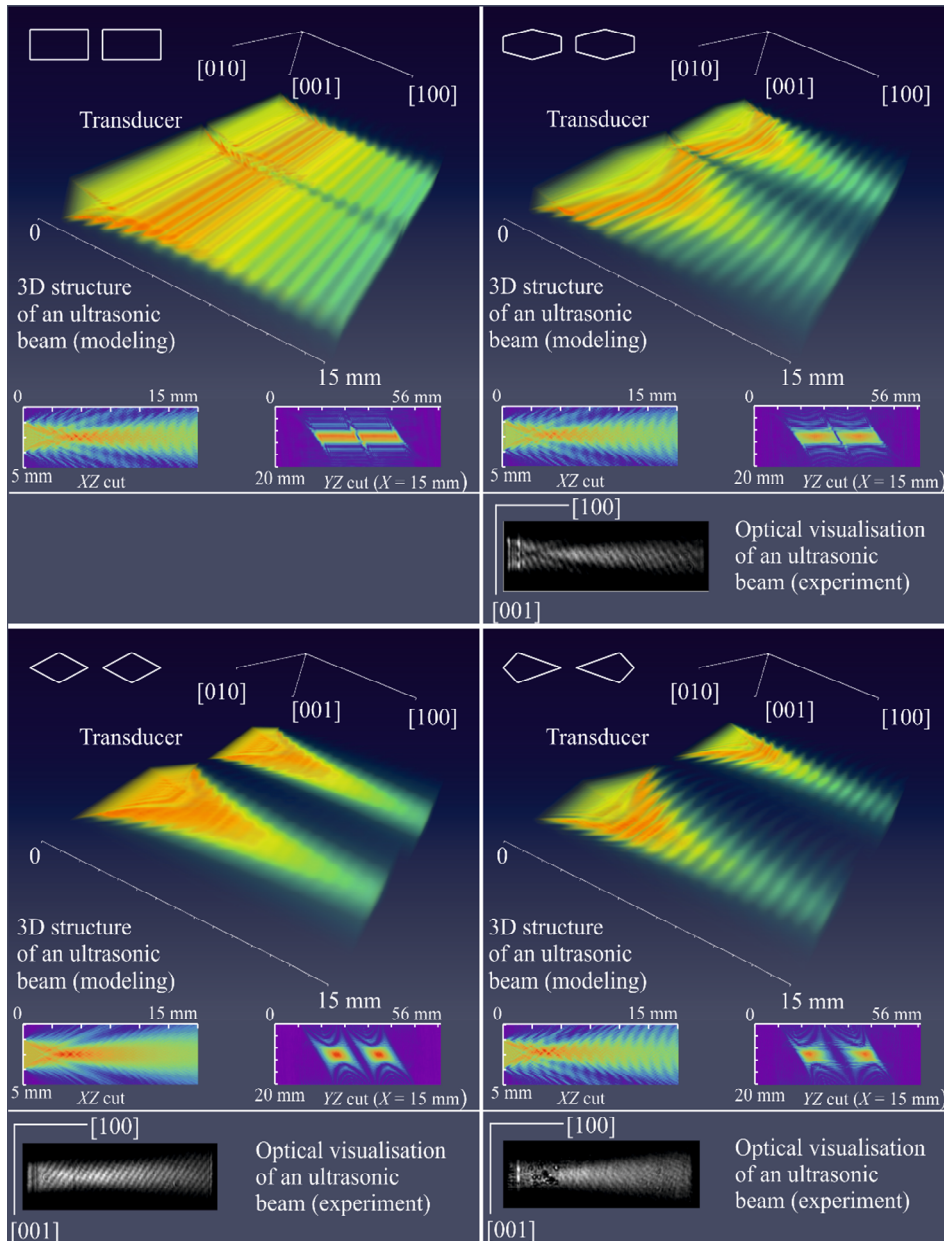 [010]
[001]
[100]
Transducer
0
3D structure
of an ultrasonic
beam (modeling)
15 mm
0
15 mm
5 mm
XZ cut
56 mm
20 mm
YZ cut (X = 15 mm)
[010]
[001]
[100]
Transducer
0
3D structure
of an ultrasonic
beam (modeling)
15 mm
0
15 mm
5 mm
XZ cut
56 mm
20 mm
YZ cut (X = 15 mm)
[100]
[001]
Optical visualisation
of an ultrasonic
beam (experiment)
[010]
[001]
[100]
Transducer
0
3D structure
of an ultrasonic
beam (modeling)
15 mm
0
15 mm
5 mm
XZ cut
56 mm
20 mm
YZ cut (X = 15 mm)
[100]
[001]
Optical visualisation
of an ultrasonic
beam (experiment)
[010]
[001]
[100]
Transducer
0
3D structure
of an ultrasonic
beam (modeling)
15 mm
0
15 mm
5 mm
XZ cut
56 mm
20 mm
YZ cut (X = 15 mm)
[100]
[001]
Optical visualisation
of an ultrasonic
beam (experiment)